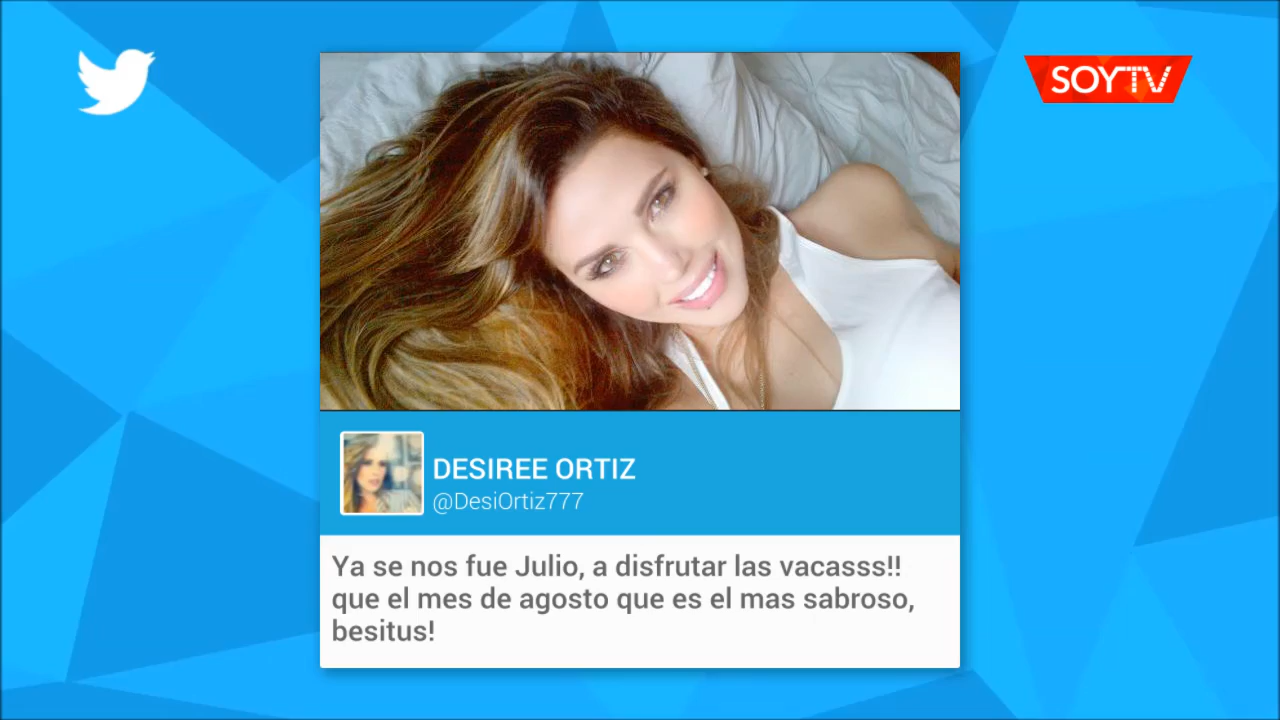 SOYTV
DESIREE ORTIZ
@DesiOrtiz777
Ya se nos fue Julio, a disfrutar las vacasss!!
que el mes de agosto que es el mas sabroso,
besitus!